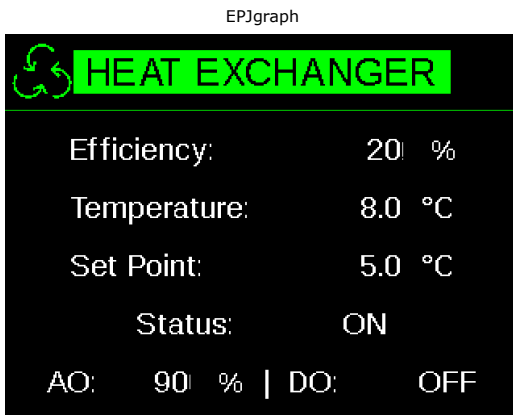 EPJgraph
HEAT EXCHANGER
Efficiency: 20 %
Temperature: 8.0 °C
Set Point: 5.0 °C
Status: ON
AO: 90 % | DO: OFF